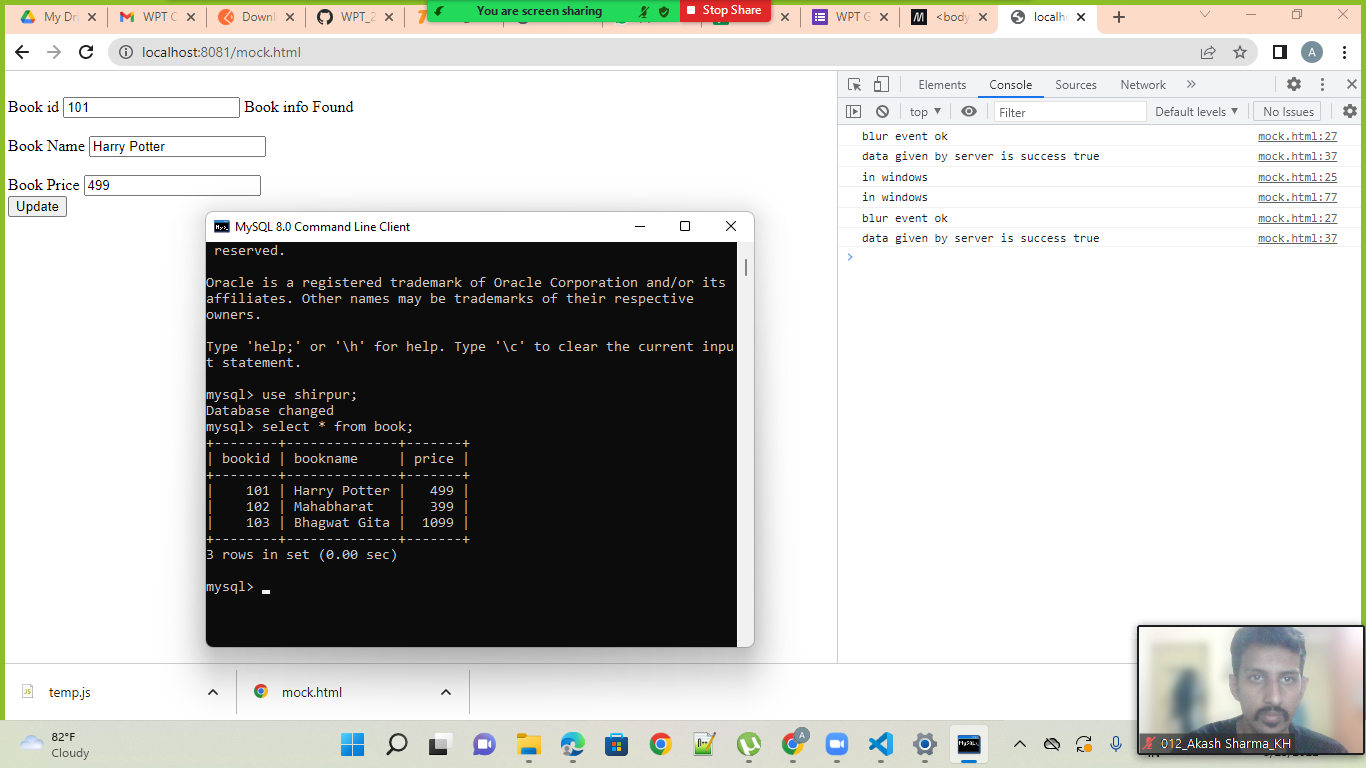 My Dri
WPT C
Downl
WPT_2
You are screen sharing
Stop Share
WPT G
<body
localh
localhost:8081/mock.html
A
Book id 101 Book info Found
Book Name Harry Potter
Book Price 499
Update
Elements Console Sources Network
top Filter Default levels No Issues
blur event ok mock.html:27
data given by server is success true mock.html:37
in windows mock.html:25
in windows mock.html:77
blur event ok mock.html:27
data given by server is success true mock.html:37
MySQL 8.0 Command Line Client
reserved.
Oracle is a registered trademark of Oracle Corporation and/or its
affiliates. Other names may be trademarks of their respective
owners.
Type 'help;' or '\h' for help. Type '\c' to clear the current inpu
t statement.
mysql> use shirpur;
Database changed
mysql> select * from book;
+--------+--------------+-------+
| bookid | bookname     | price |
+--------+--------------+-------+
|    101 | Harry Potter |   499 |
|    102 | Mahabharat   |   399 |
|    103 | Bhagwat Gita |  1099 |
+--------+--------------+-------+
3 rows in set (0.00 sec)
mysql>
temp.js
mock.html
82°F
Cloudy
012_Akash Sharma_KH